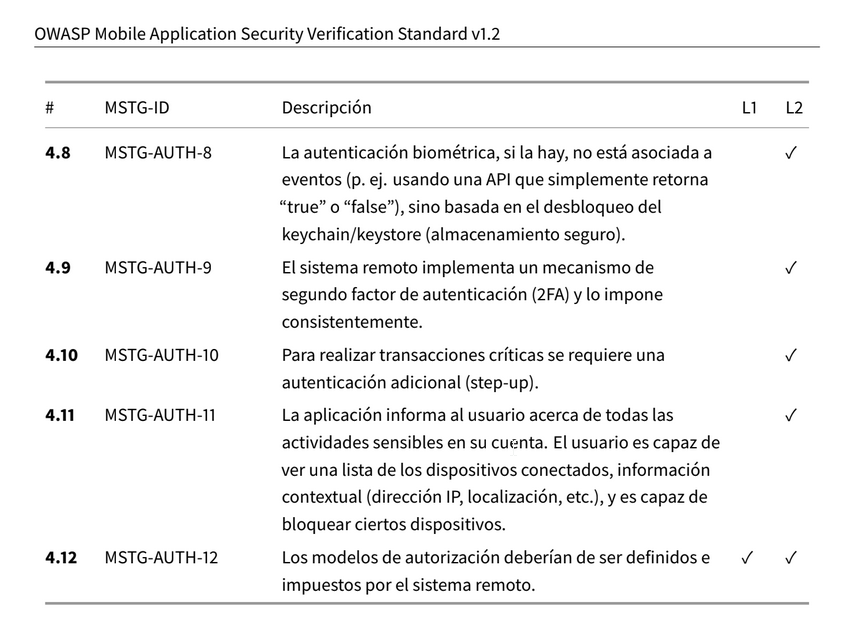 OWASP Mobile Application Security Verification Standard v1.2
# MSTG-ID Descripción L1 L2
4.8 MSTG-AUTH-8 La autenticación biométrica, si la hay, no está asociada a ✓
eventos (p. ej. usando una API que simplemente retorna
“true” o “false”), sino basada en el desbloqueo del
keychain/keystore (almacenamiento seguro).
4.9 MSTG-AUTH-9 El sistema remoto implementa un mecanismo de ✓
segundo factor de autenticación (2FA) y lo impone
consistentemente.
4.10 MSTG-AUTH-10 Para realizar transacciones críticas se requiere una ✓
autenticación adicional (step-up).
4.11 MSTG-AUTH-11 La aplicación informa al usuario acerca de todas las ✓
actividades sensibles en su cuenta. El usuario es capaz de
ver una lista de los dispositivos conectados, información
contextual (dirección IP, localización, etc.), y es capaz de
bloquear ciertos dispositivos.
4.12 MSTG-AUTH-12 Los modelos de autorización deberían de ser definidos e ✓ ✓
impuestos por el sistema remoto.